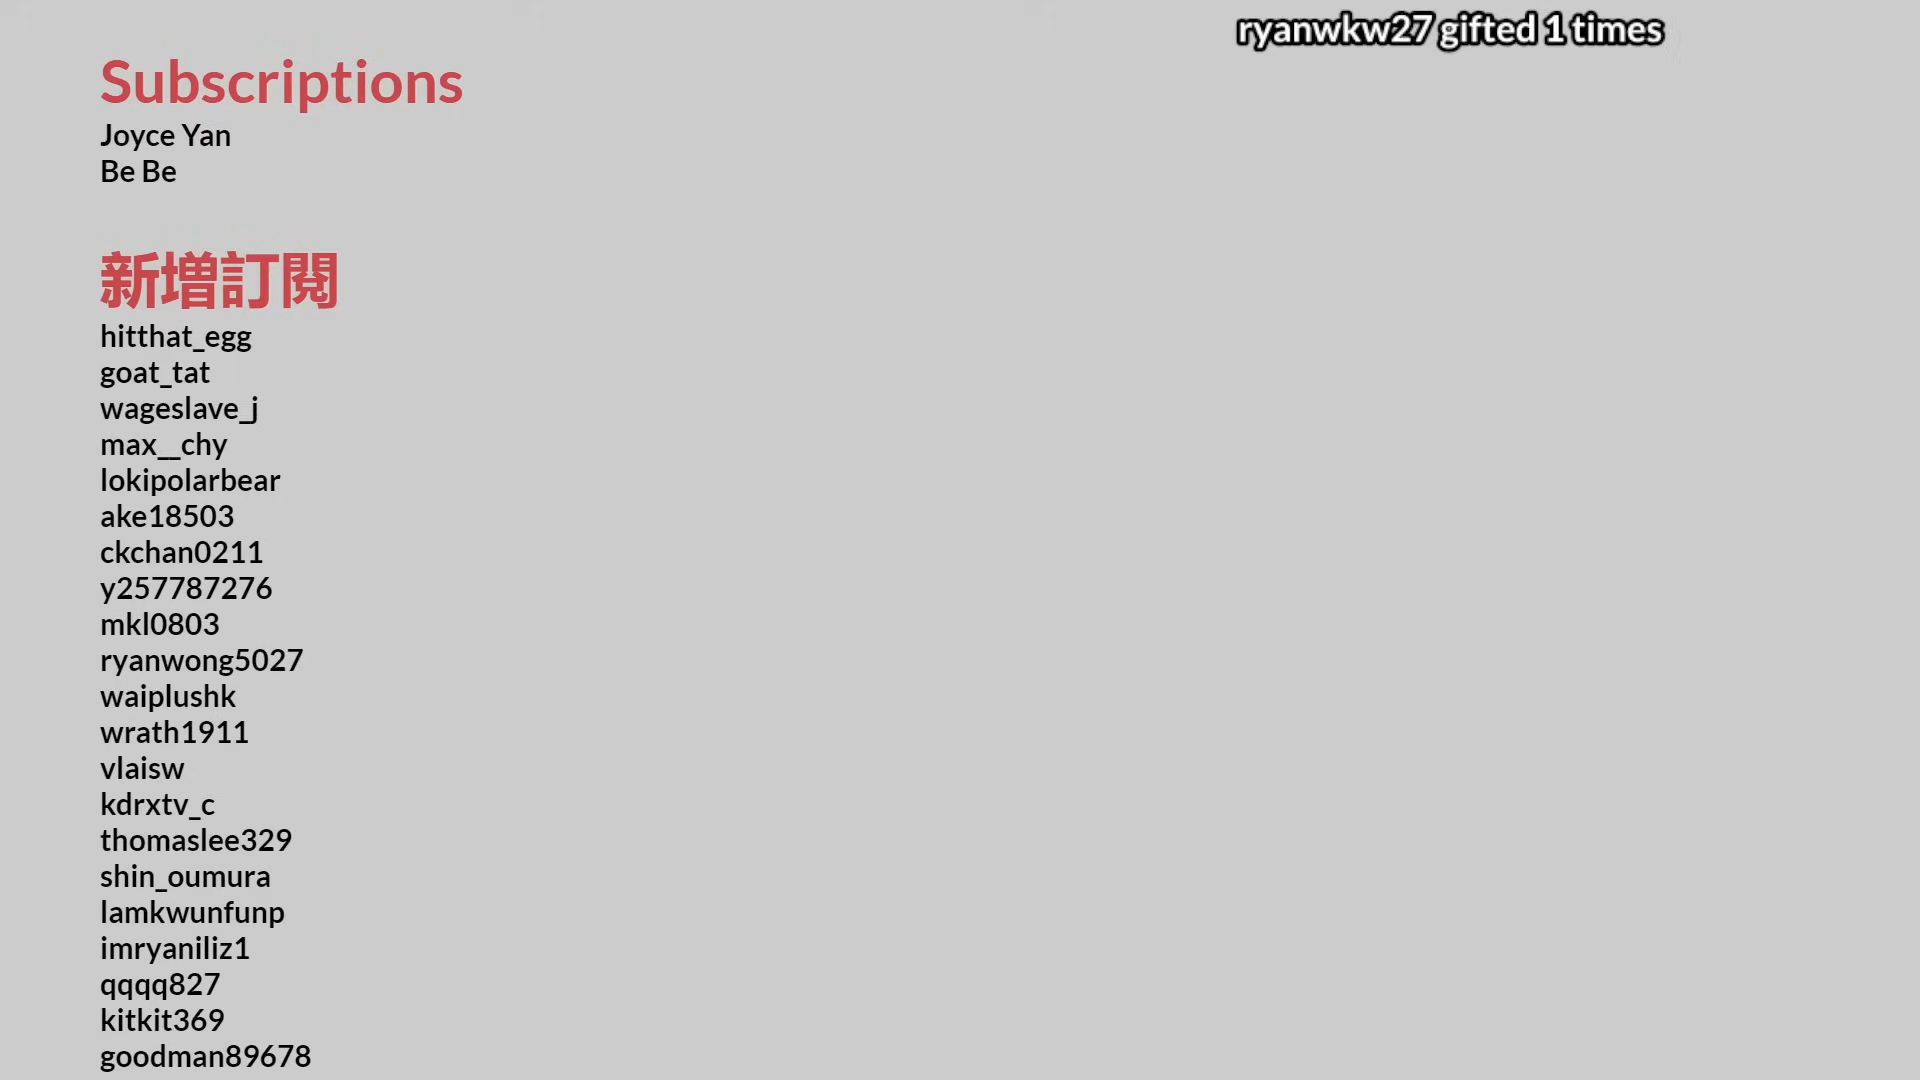 ryanwkw27 gifted 1 times
Subscriptions
Joyce Yan
Be Be
新增訂閱
hitthat_egg
goat_tat
wageslave_j
max__chy
lokipolarbear
ake18503
ckchan0211
y257787276
mkl0803
ryanwong5027
waiplushk
wrath1911
vlaisw
kdrxtv_c
thomaslee329
shin_oumura
lamkwunfunp
imryaniliz1
qqqq827
kitkit369
goodman89678